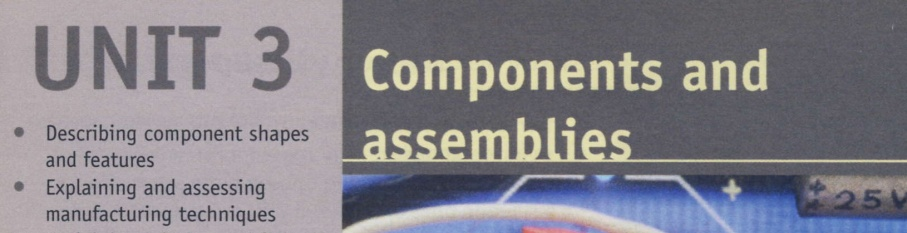 UNIT 3
Components and
assemblies
• Describing component shapes
and features
• Explaining and assessing
manufacturing techniques
+
+ 25V